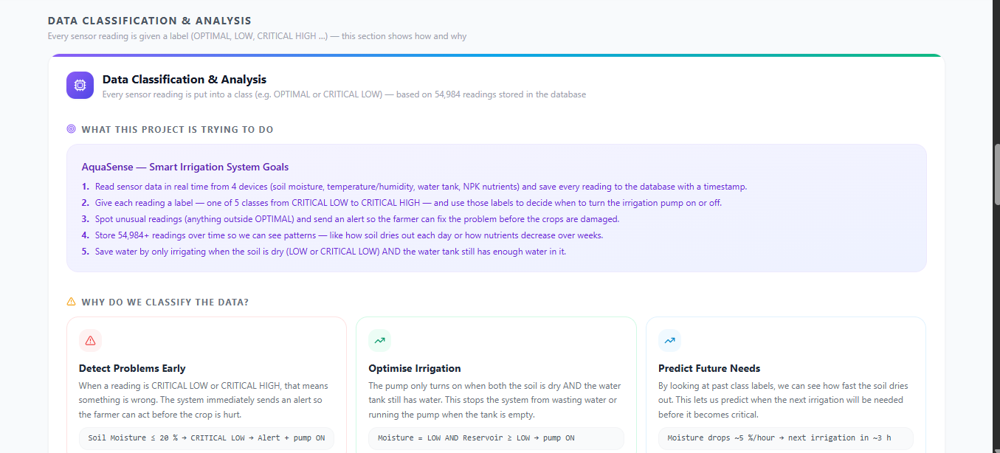 DATA CLASSIFICATION & ANALYSIS
Every sensor reading is given a label (OPTIMAL, LOW, CRITICAL HIGH ...) — this section shows how and why
Data Classification & Analysis
Every sensor reading is put into a class (e.g. OPTIMAL or CRITICAL LOW) — based on 54,984 readings stored in the database
WHAT THIS PROJECT IS TRYING TO DO
AquaSense — Smart Irrigation System Goals
1. Read sensor data in real time from 4 devices (soil moisture, temperature/humidity, water tank, NPK nutrients) and save every reading to the database with a timestamp.
2. Give each reading a label — one of 5 classes from CRITICAL LOW to CRITICAL HIGH — and use those labels to decide when to turn the irrigation pump on or off.
3. Spot unusual readings (anything outside OPTIMAL) and send an alert so the farmer can fix the problem before the crops are damaged.
4. Store 54,984+ readings over time so we can see patterns — like how soil dries out each day or how nutrients decrease over weeks.
5. Save water by only irrigating when the soil is dry (LOW or CRITICAL LOW) AND the water tank still has enough water in it.
WHY DO WE CLASSIFY THE DATA?
Detect Problems Early
When a reading is CRITICAL LOW or CRITICAL HIGH, that means
something is wrong. The system immediately sends an alert so
the farmer can act before the crop is hurt.
Soil Moisture ≤ 20 % → CRITICAL LOW → Alert + pump ON
Optimise Irrigation
The pump only turns on when both the soil is dry AND the water
tank still has water. This stops the system from wasting water or
running the pump when the tank is empty.
Moisture = LOW AND Reservoir ≥ LOW → pump ON
Predict Future Needs
By looking at past class labels, we can see how fast the soil dries
out. This lets us predict when the next irrigation will be needed
before it becomes critical.
Moisture drops ~5 %/hour → next irrigation in ~3 h